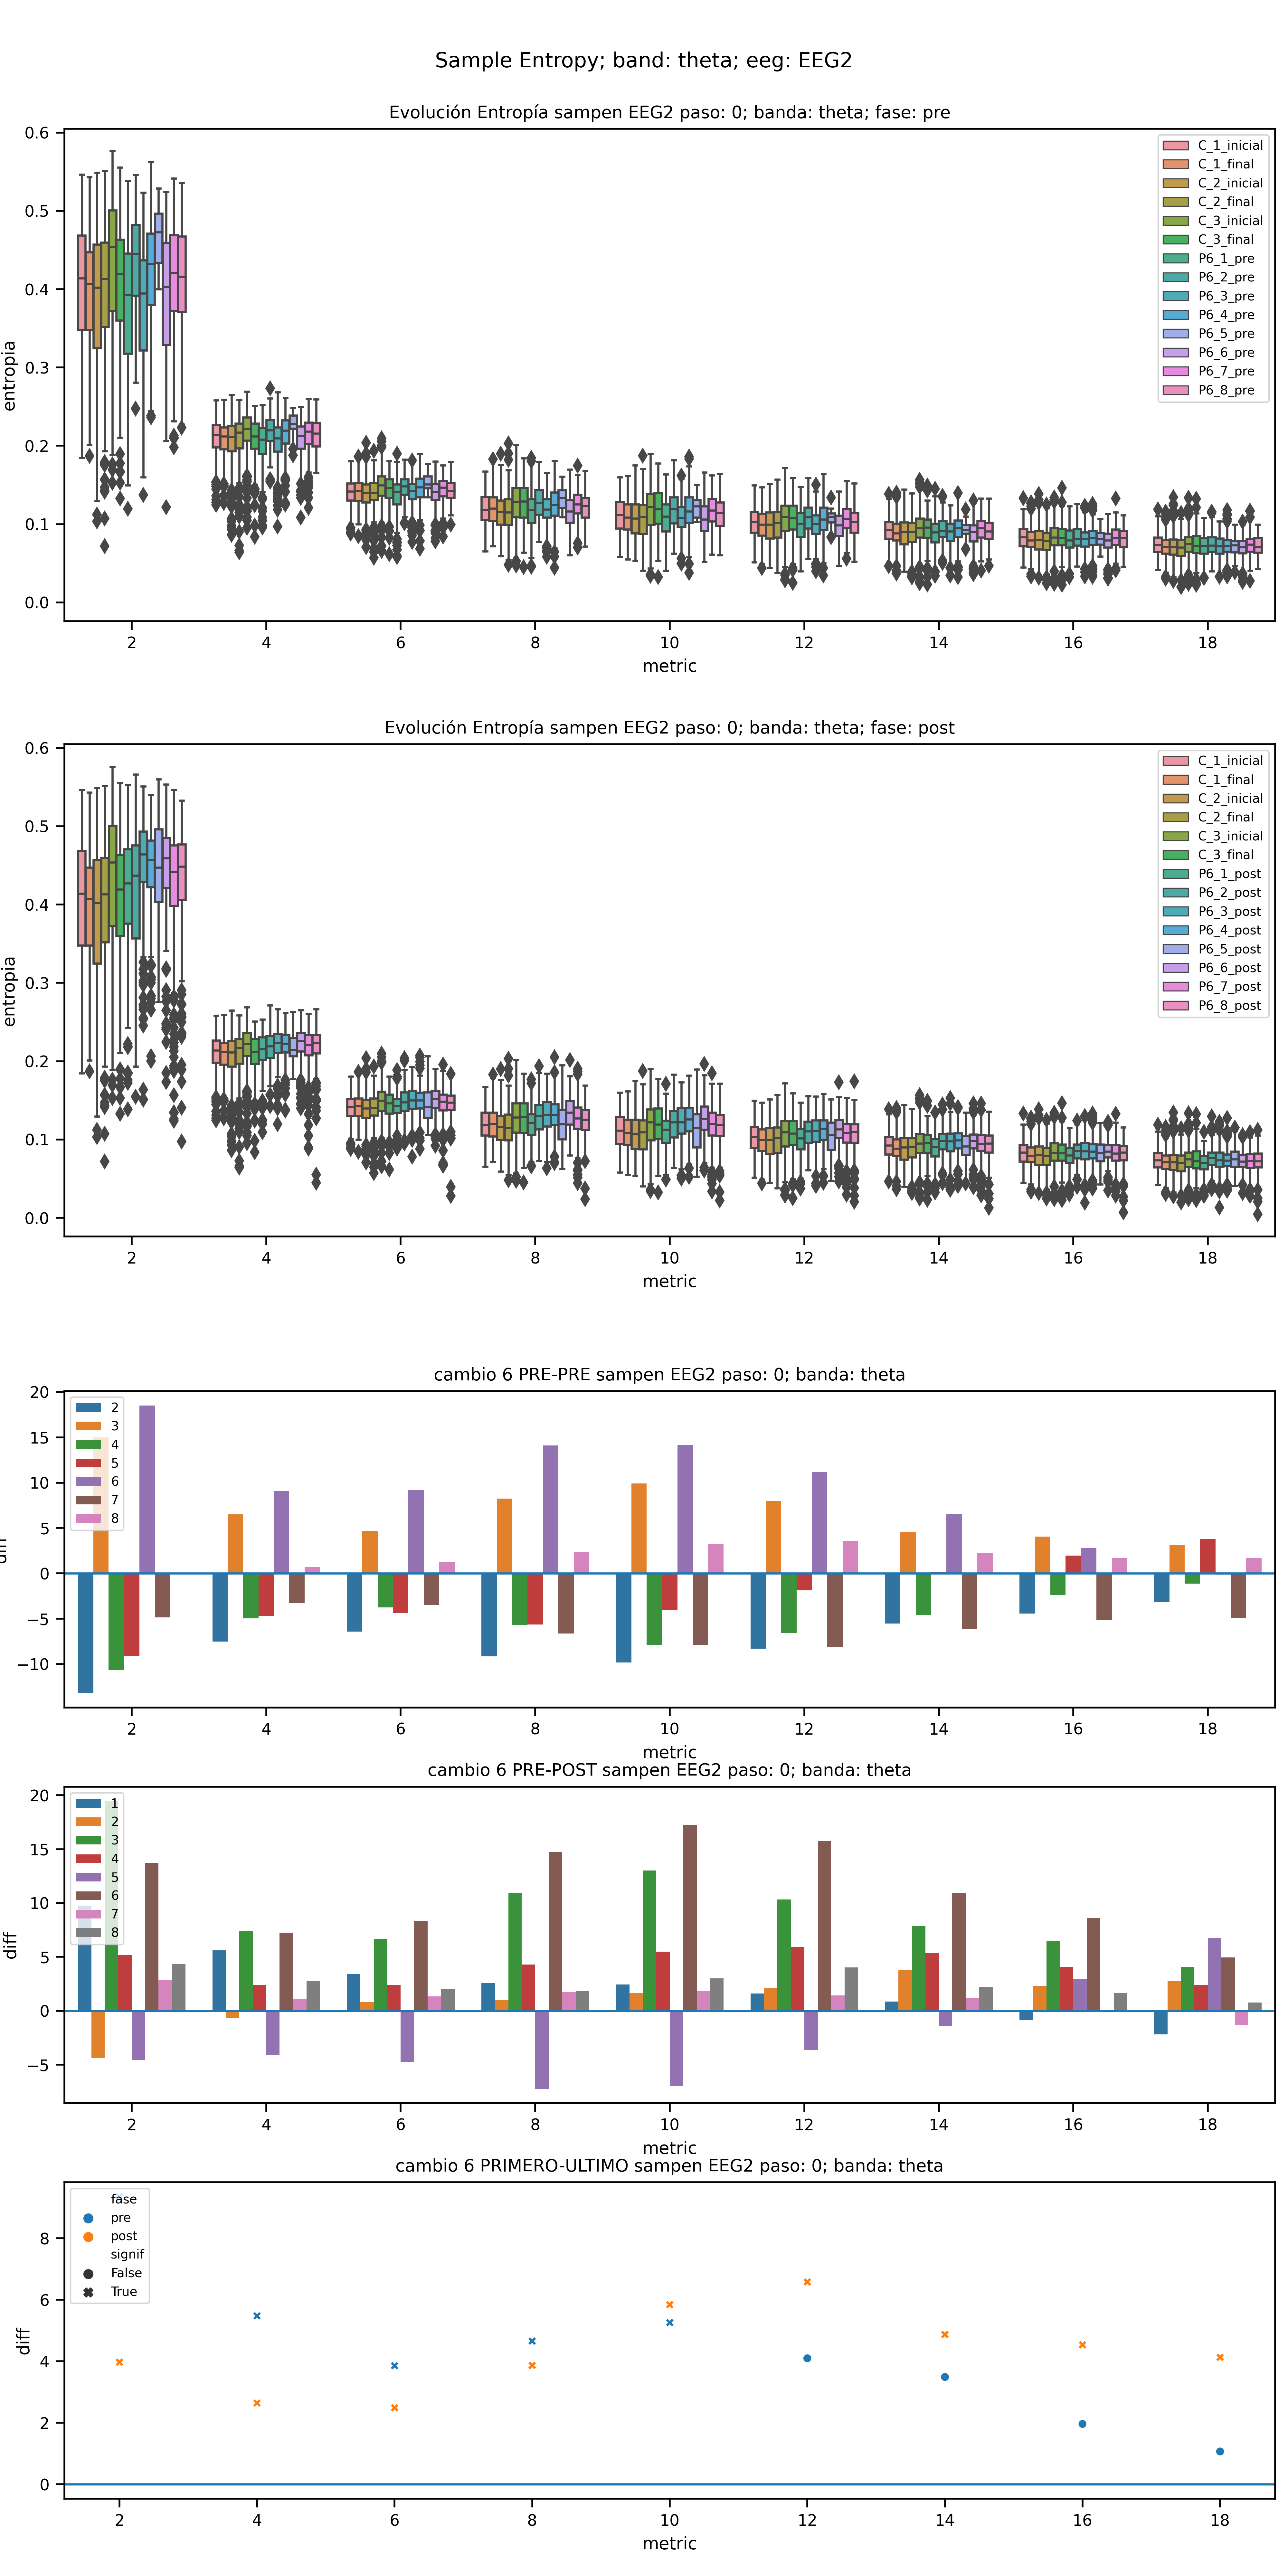 Sample Entropy; band: theta; eeg: EEG2
Evolución Entropía sampen EEG2 paso: 0; banda: theta; fase: pre
0.6
0.5
0.4
0.3
0.2
0.1
0.0
entropia
C_1_inicial
C_1_final
C_2_inicial
C_2_final
C_3_inicial
C_3_final
P6_1_pre
P6_2_pre
P6_3_pre
P6_4_pre
P6_5_pre
P6_6_pre
P6_7_pre
P6_8_pre
2 4 6 8 10 12 14 16 18
metric
Evolución Entropía sampen EEG2 paso: 0; banda: theta; fase: post
0.6
0.5
0.4
0.3
0.2
0.1
0.0
entropia
C_1_inicial
C_1_final
C_2_inicial
C_2_final
C_3_inicial
C_3_final
P6_1_post
P6_2_post
P6_3_post
P6_4_post
P6_5_post
P6_6_post
P6_7_post
P6_8_post
2 4 6 8 10 12 14 16 18
metric
cambio 6 PRE-PRE sampen EEG2 paso: 0; banda: theta
20
15
10
5
0
−5
−10
2
3
4
5
6
7
8
2 4 6 8 10 12 14 16 18
metric
cambio 6 PRE-POST sampen EEG2 paso: 0; banda: theta
20
15
10
5
0
−5
diff
1
2
3
4
5
6
7
8
2 4 6 8 10 12 14 16 18
metric
cambio 6 PRIMERO-ULTIMO sampen EEG2 paso: 0; banda: theta
8
6
4
2
0
diff
fase
pre
post
signif
False
True
2 4 6 8 10 12 14 16 18
metric